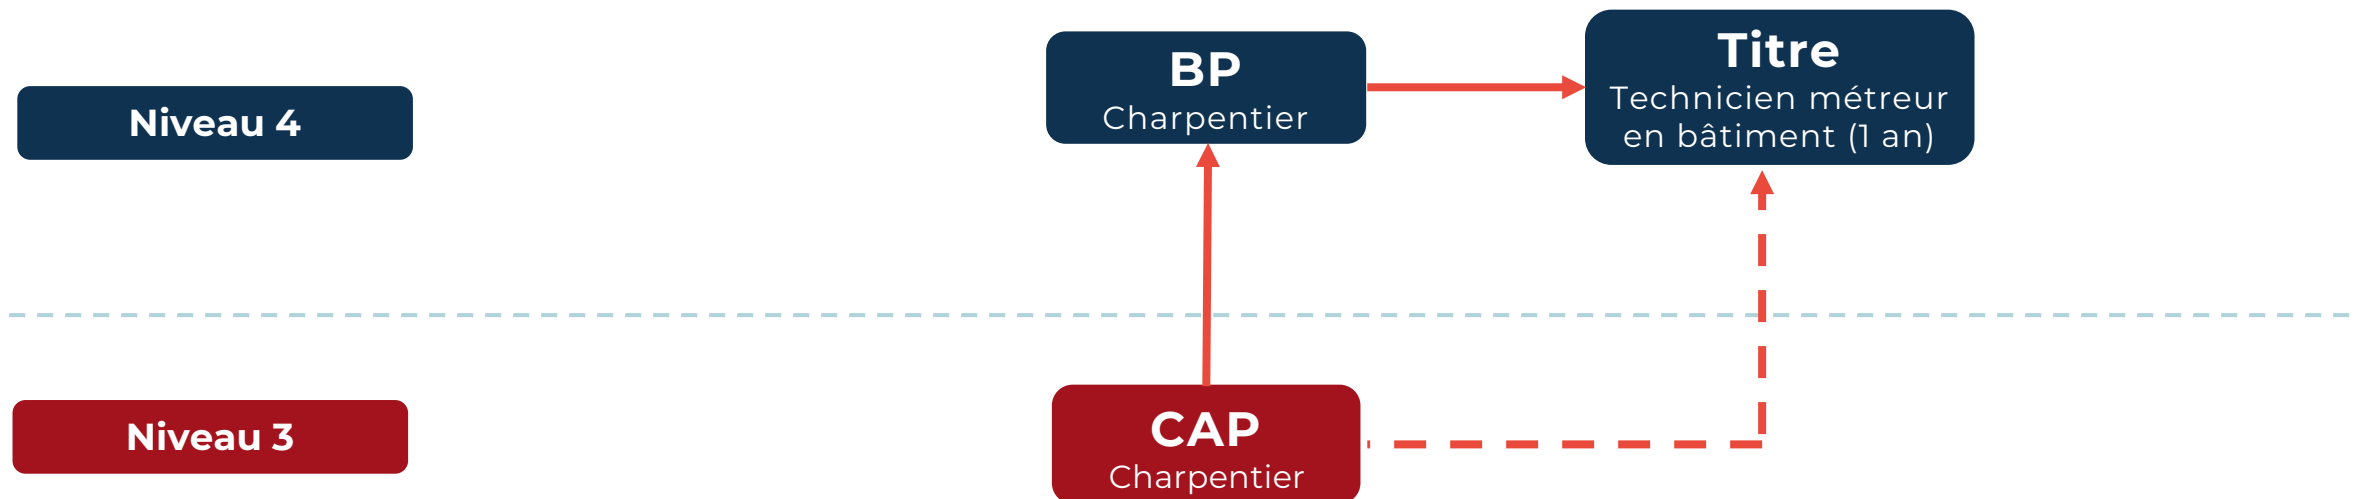 Niveau 4
BP
Charpentier
Titre
Technicien métreur
en bâtiment (1 an)
Niveau 3
CAP
Charpentier